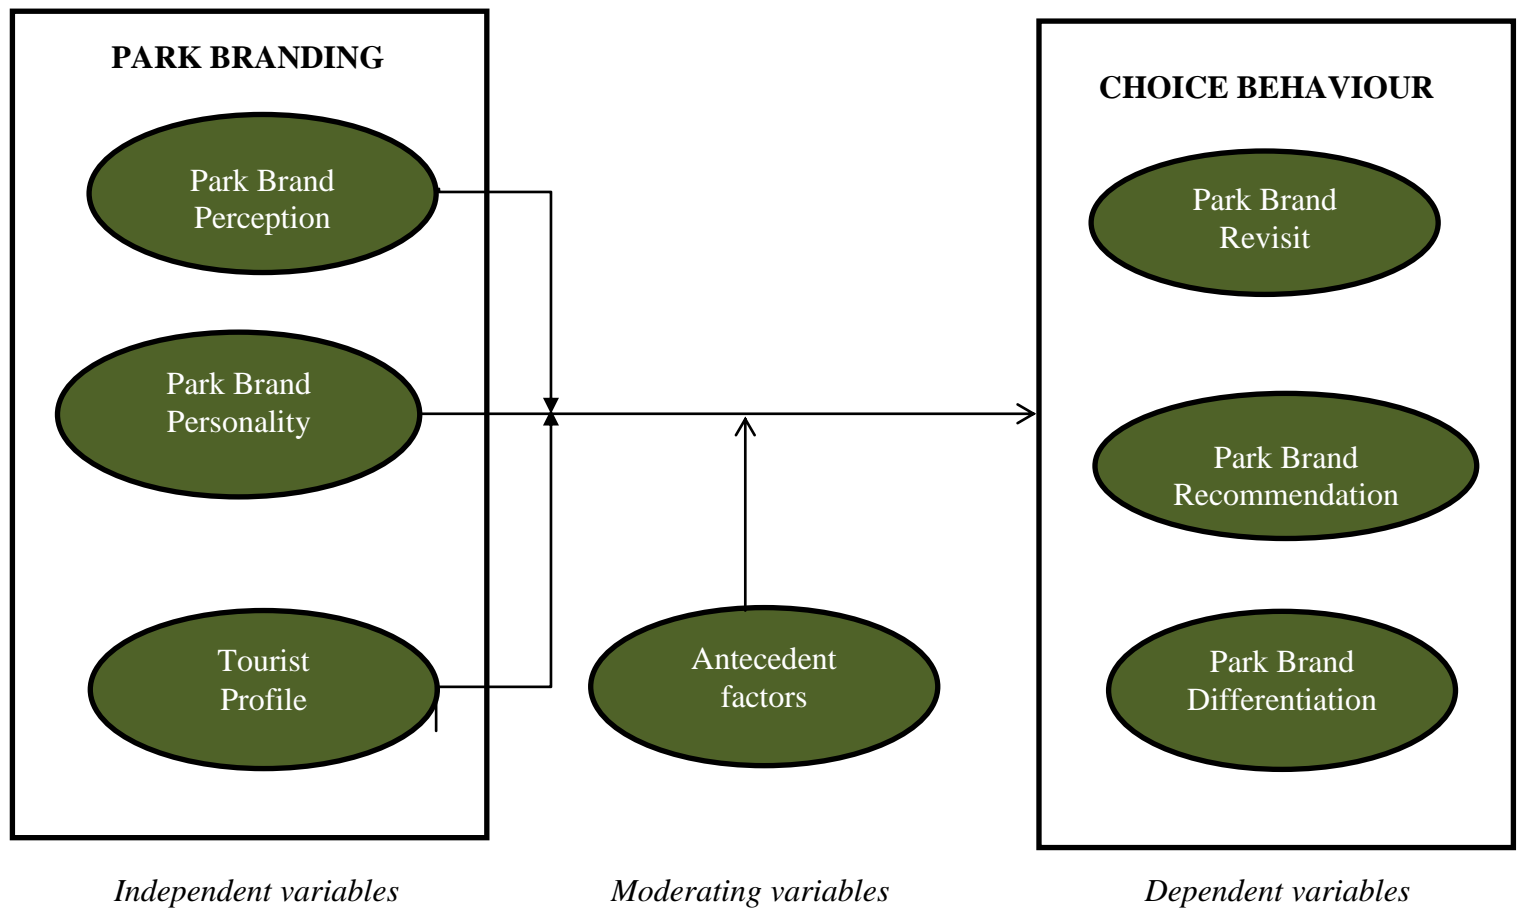 PARK BRANDING
Park Brand
Perception
Park Brand
Personality
Tourist
Profile
Antecedent
factors
CHOICE BEHAVIOUR
Park Brand
Revisit
Park Brand
Recommendation
Park Brand
Differentiation
Independent variables
Moderating variables
Dependent variables